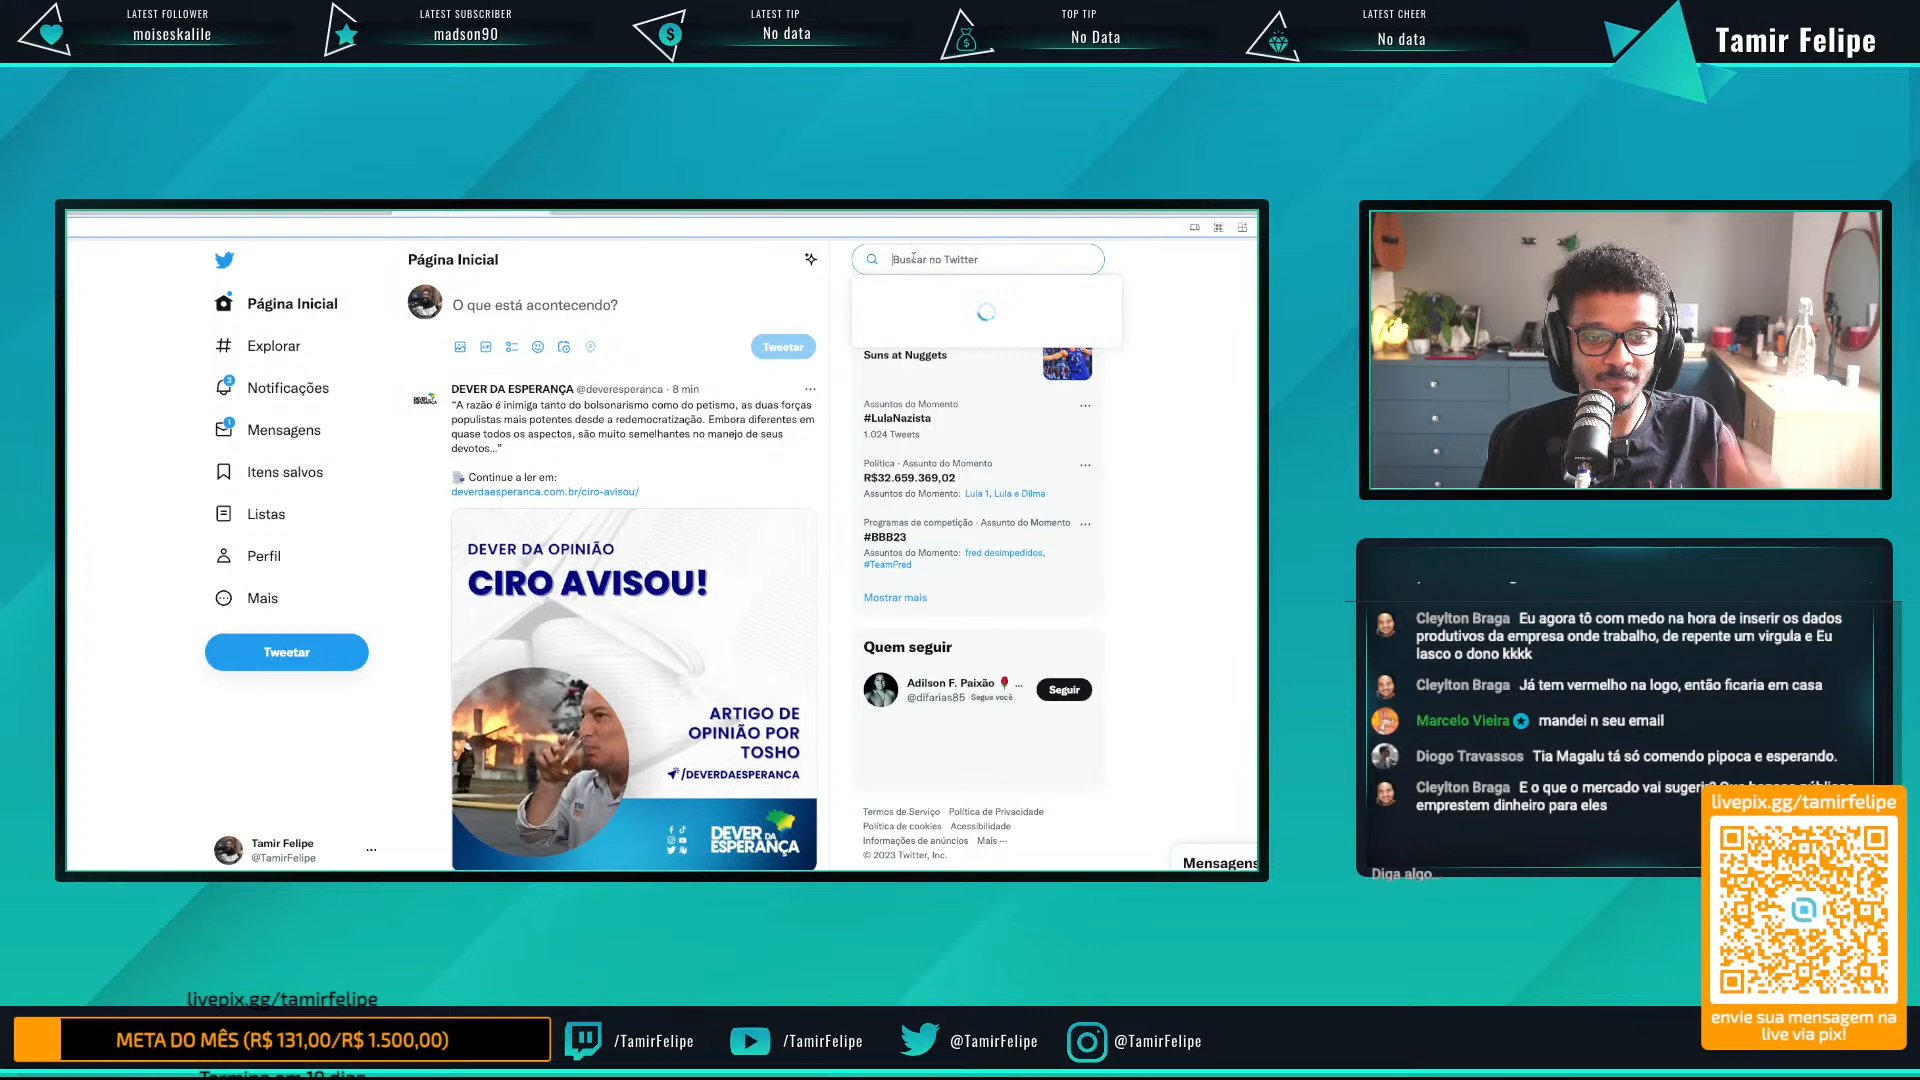 LATEST FOLLOWER
moiseskalile
LATEST SUBSCRIBER
madson90
LATEST TIP
No data
TOP TIP
No Data
LATEST CHEER
No data
Tamir Felipe
Página Inicial
Explorar
Notificações
3
Mensagens
1
Itens salvos
Listas
Perfil
Mais
Tweetar
Tamir Felipe
@TamirFelipe
Página Inicial
O que está acontecendo?
Tweetar
DEVER DA ESPERANÇA @deveresperanca · 8 min
“A razão é inimiga tanto do bolsonarismo como do petismo, as duas forças
populistas mais potentes desde a redemocratização. Embora diferentes em
quase todos os aspectos, são muito semelhantes no manejo de seus
devotos...”
Continue a ler em:
deverdaesperanca.com.br/ciro-avisou/
DEVER DA OPINIÃO
CIRO AVISOU!
ARTIGO DE
OPINIÃO POR
TOSHO
/DEVERDAESPERANCA
DEVER DA
ESPERANÇA
Buscar no Twitter
Suns at Nuggets
Assuntos do Momento
#LulaNazista
1.024 Tweets
Política · Assunto do Momento
R$32.659.369,02
Assuntos do Momento: Lula 1, Lula e Dilma
Programas de competição · Assunto do Momento
#BBB23
Assuntos do Momento: fred desimpedidos,
#TeamFred
Mostrar mais
Quem seguir
Adilson F. Paixão 🌹 ...
@difarias85 Segue você
Seguir
Termos de Serviço Política de Privacidade
Política de cookies Acessibilidade
Informações de anúncios Mais ···
© 2023 Twitter, Inc.
Mensagens
Cleylton Braga Eu agora tô com medo na hora de inserir os dados
produtivos da empresa onde trabalho, de repente um virgula e Eu
lasco o dono kkkk
Cleylton Braga Já tem vermelho na logo, então ficaria em casa
Marcelo Vieira mandei n seu email
Diogo Travassos Tia Magalu tá só comendo pipoca e esperando.
Cleylton Braga E o que o mercado vai sugerir?
emprestem dinheiro para eles
Diga algo...
livepix.gg/tamirfelipe
envie sua mensagem na
live via pix!
livepix.gg/tamirfelipe
META DO MÊS (R$ 131,00/R$ 1.500,00)
/TamirFelipe
/TamirFelipe
@TamirFelipe
@TamirFelipe